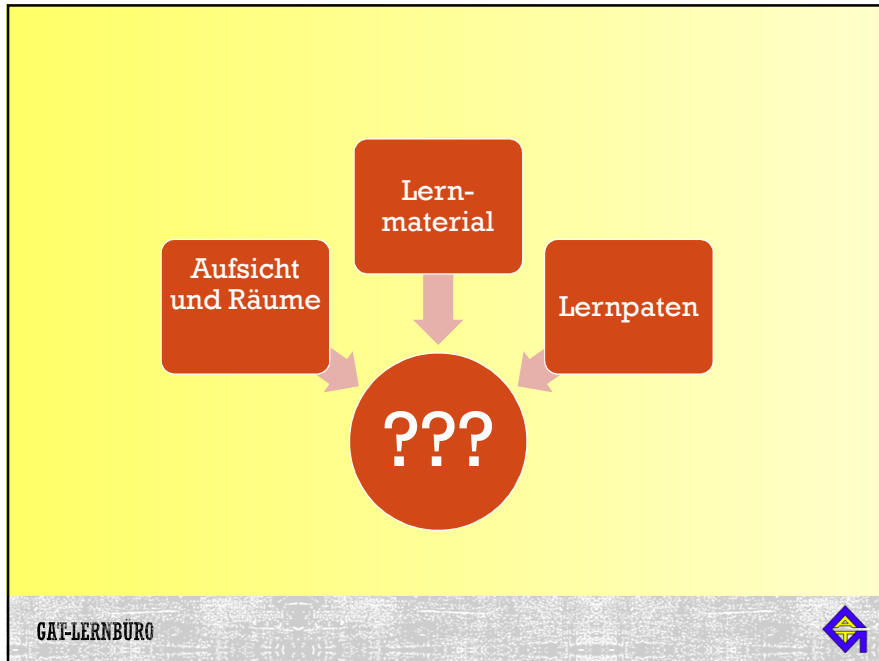 Lern-
material
Aufsicht
und Räume
Lernpaten
???
GAT-LERNBÜRO